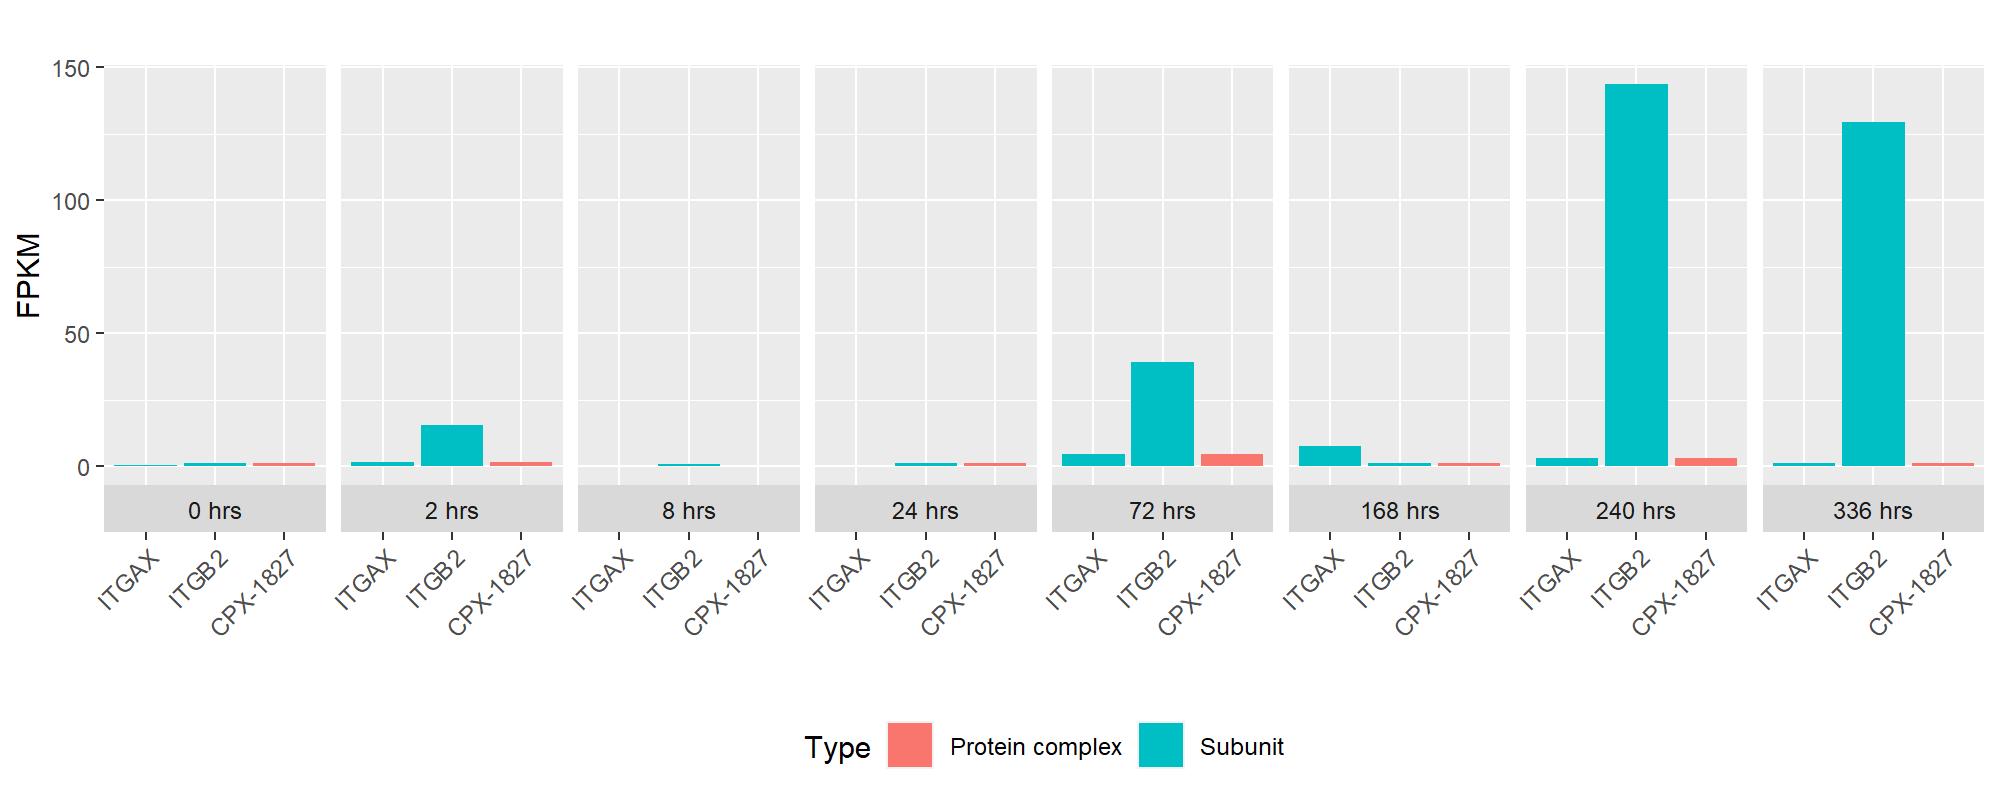 150
100
50
0
FPKM
0 hrs 2 hrs 8 hrs 24 hrs 72 hrs 168 hrs 240 hrs 336 hrs
ITGAX ITGB2 CPX-1827 ITGAX ITGB2 CPX-1827 ITGAX ITGB2 CPX-1827 ITGAX ITGB2 CPX-1827 ITGAX ITGB2 CPX-1827 ITGAX ITGB2 CPX-1827 ITGAX ITGB2 CPX-1827 ITGAX ITGB2 CPX-1827
Type Protein complex Subunit